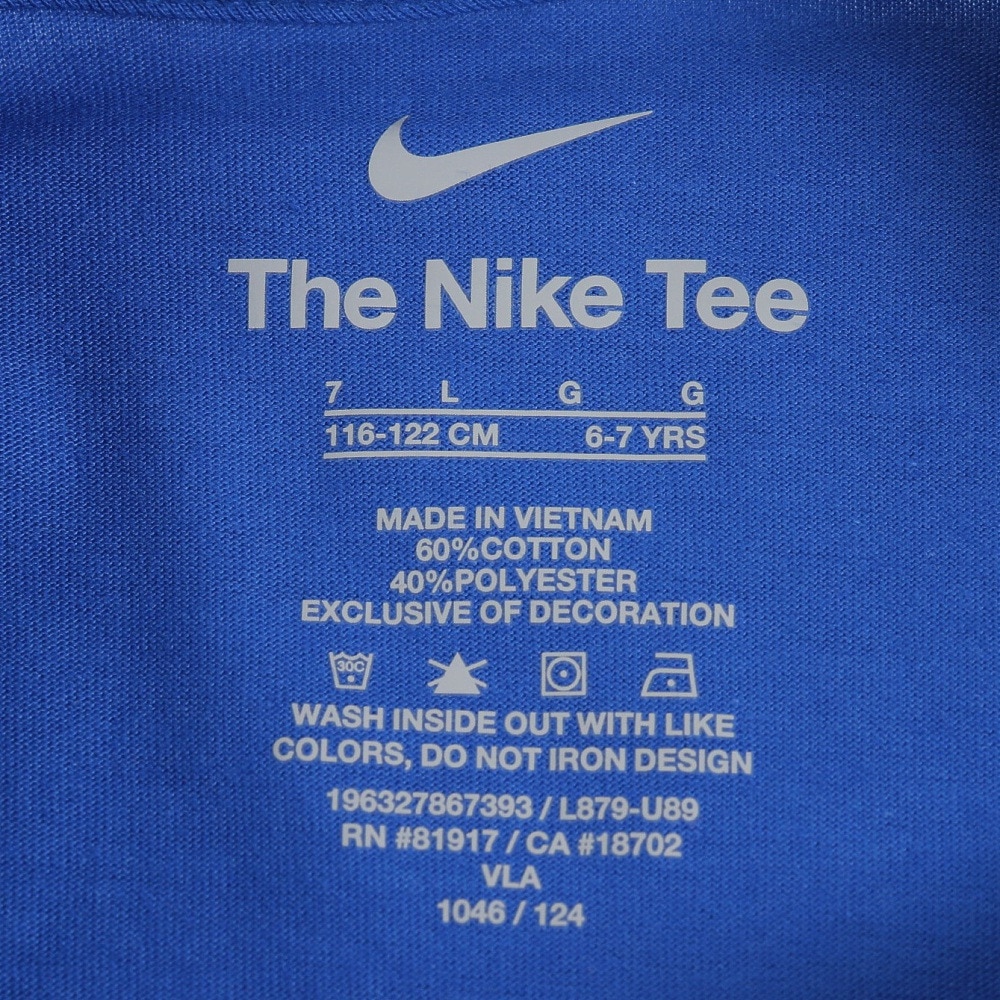 The Nike Tee
7 L G G
116-122 CM 6-7 YRS
MADE IN VIETNAM
60%COTTON
40%POLYESTER
EXCLUSIVE OF DECORATION
30C
WASH INSIDE OUT WITH LIKE
COLORS, DO NOT IRON DESIGN
196327867393 / L879-U89
RN #81917 / CA #18702
VLA
1046 / 124